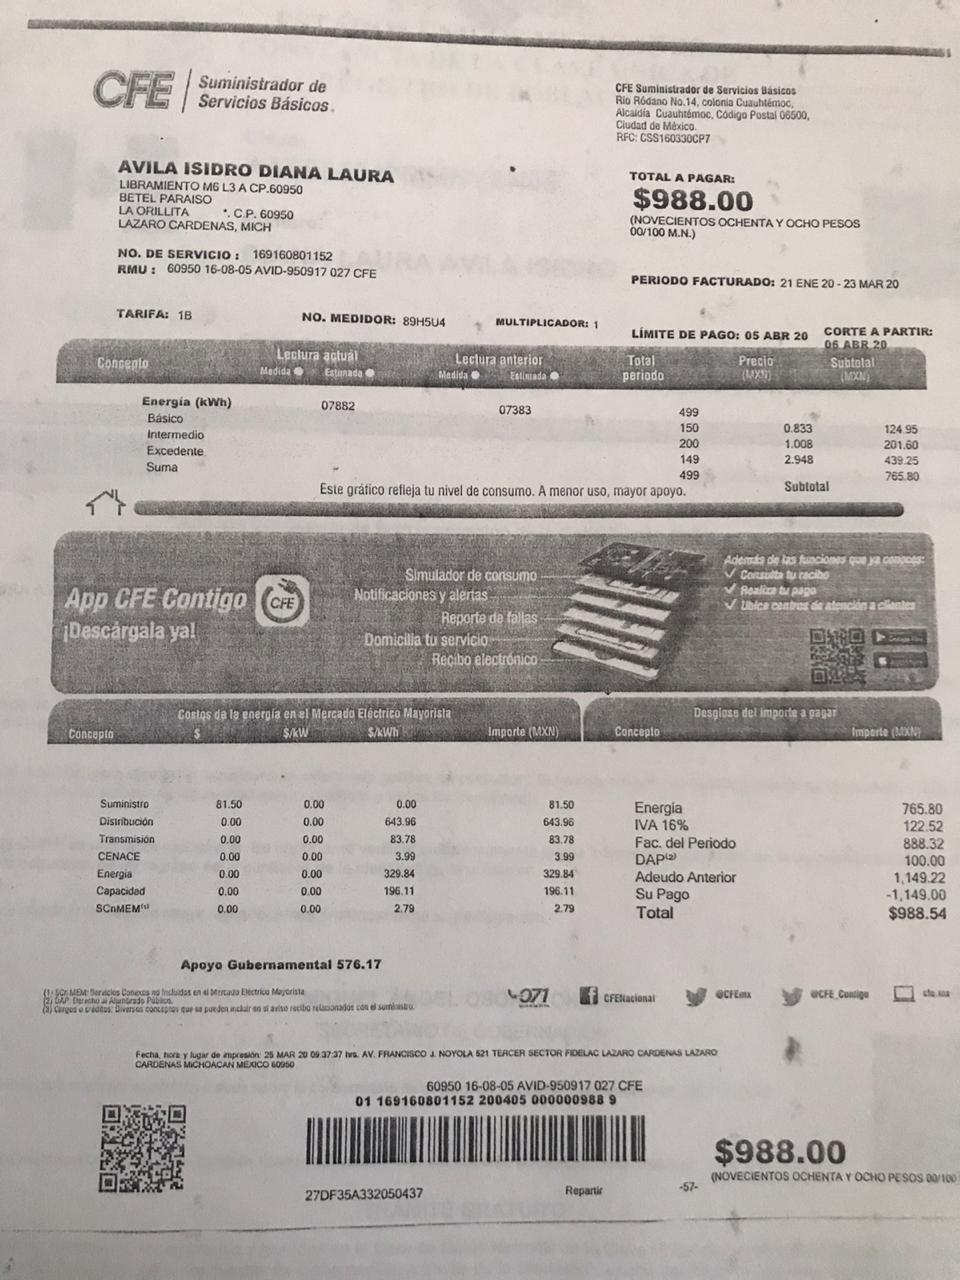 CFE Suministrador de
Servicios Básicos.
CFE Suministrador de Servicios Básicos
Río Ródano No.14, colonia Cuauhtémoc,
Alcaldía Cuauhtémoc, Código Postal 06500,
Ciudad de México.
RFC: CSS160330CP7
AVILA ISIDRO DIANA LAURA
LIBRAMIENTO M6 L3 A CP.60950
BETEL PARAISO
LA ORILLITA *. C.P. 60950
LAZARO CARDENAS, MICH
TOTAL A PAGAR:
$988.00
(NOVECIENTOS OCHENTA Y OCHO PESOS
00/100 M.N.)
NO. DE SERVICIO : 169160801152
RMU : 60950 16-08-05 AVID-950917 027 CFE
PERIODO FACTURADO: 21 ENE 20 - 23 MAR 20
TARIFA: 1B NO. MEDIDOR: 89H5U4 MULTIPLICADOR: 1
LÍMITE DE PAGO: 05 ABR 20 CORTE A PARTIR:
06 ABR 20
Concepto Lectura actual Lectura anterior Total Precio Subtotal
Medida Estimada Medida Estimada periodo (MXN) (MXN)
Energía (kWh) 07882 07383 499
Básico 150 0.833 124.95
Intermedio 200 1.008 201.60
Excedente 149 2.948 439.25
Suma 499 Subtotal 765.80
Este gráfico refleja tu nivel de consumo. A menor uso, mayor apoyo.
App CFE Contigo
¡Descárgala ya!
CFE
Simulador de consumo
Notificaciones y alertas
Reporte de fallas
Domicilia tu servicio
Recibo electrónico
Además de las funciones que ya conoces:
Consulta tu recibo
Realiza tu pago
Ubica centros de atención a clientes
Costos de la energía en el Mercado Eléctrico Mayorista
Concepto $ $/kW $/kWh Importe (MXN)
Suministro 81.50 0.00 0.00 81.50
Distribución 0.00 0.00 643.96 643.96
Transmisión 0.00 0.00 83.78 83.78
CENACE 0.00 0.00 3.99 3.99
Energía 0.00 0.00 329.84 329.84
Capacidad 0.00 0.00 196.11 196.11
SCnMEM(1) 0.00 0.00 2.79 2.79
Desglose del importe a pagar
Concepto Importe (MXN)
Energía 765.80
IVA 16% 122.52
Fac. del Periodo 888.32
DAP(2) 100.00
Adeudo Anterior 1,149.22
Su Pago -1,149.00
Total $988.54
Apoyo Gubernamental 576.17
(1) SCnMEM: Servicios Conexos no Incluidos en el Mercado Eléctrico Mayorista
(2) DAP: Derecho al Alumbrado Público.
(3) Cargos o créditos: Diversos conceptos que se pueden incluir en el aviso recibo relacionados con el suministro.
071 CFENacional @CFEmx @CFE_Contigo cfe.mx
Fecha, hora y lugar de impresión: 25 MAR 20 09:37:37 hrs. AV. FRANCISCO J. NOYOLA 521 TERCER SECTOR FIDELAC LAZARO CARDENAS LAZARO
CARDENAS MICHOACAN MEXICO 60950
60950 16-08-05 AVID-950917 027 CFE
01 169160801152 200405 000000988 9
27DF35A332050437 Repartir -57-
$988.00
(NOVECIENTOS OCHENTA Y OCHO PESOS 00/100